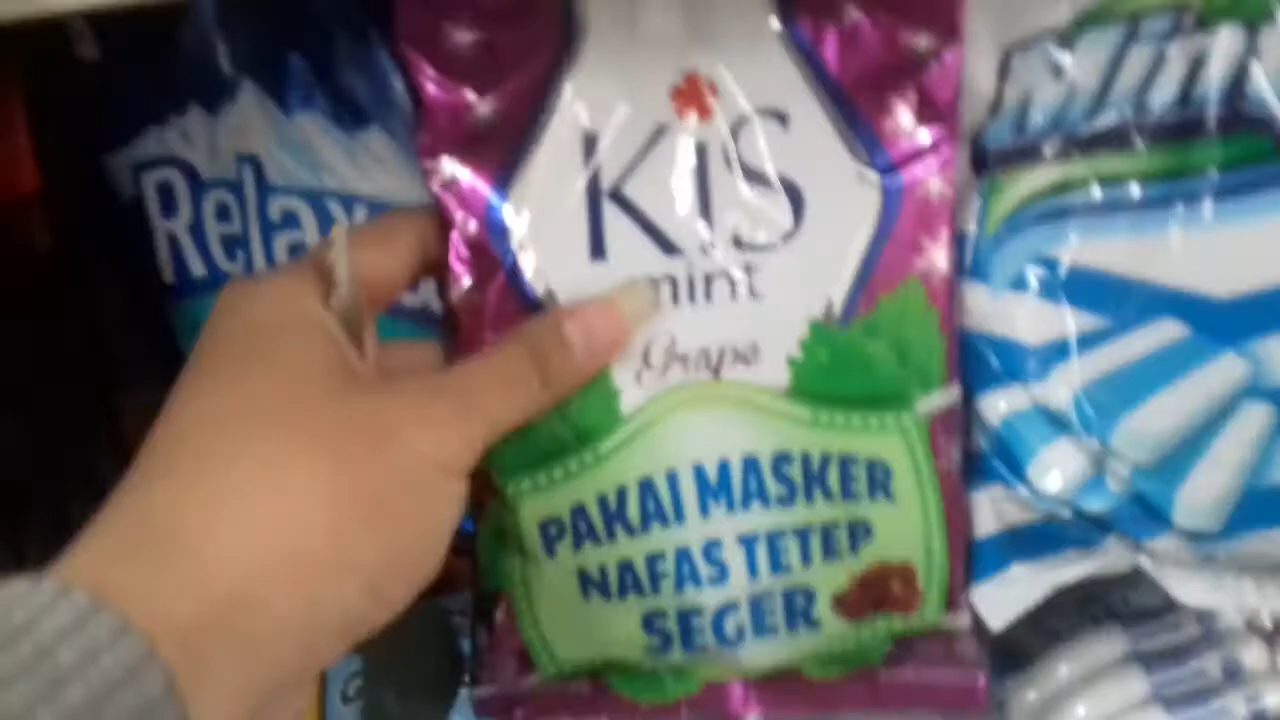 Relax
KIS
mint
Grape
PAKAI MASKER
NAFAS TETEP
SEGER